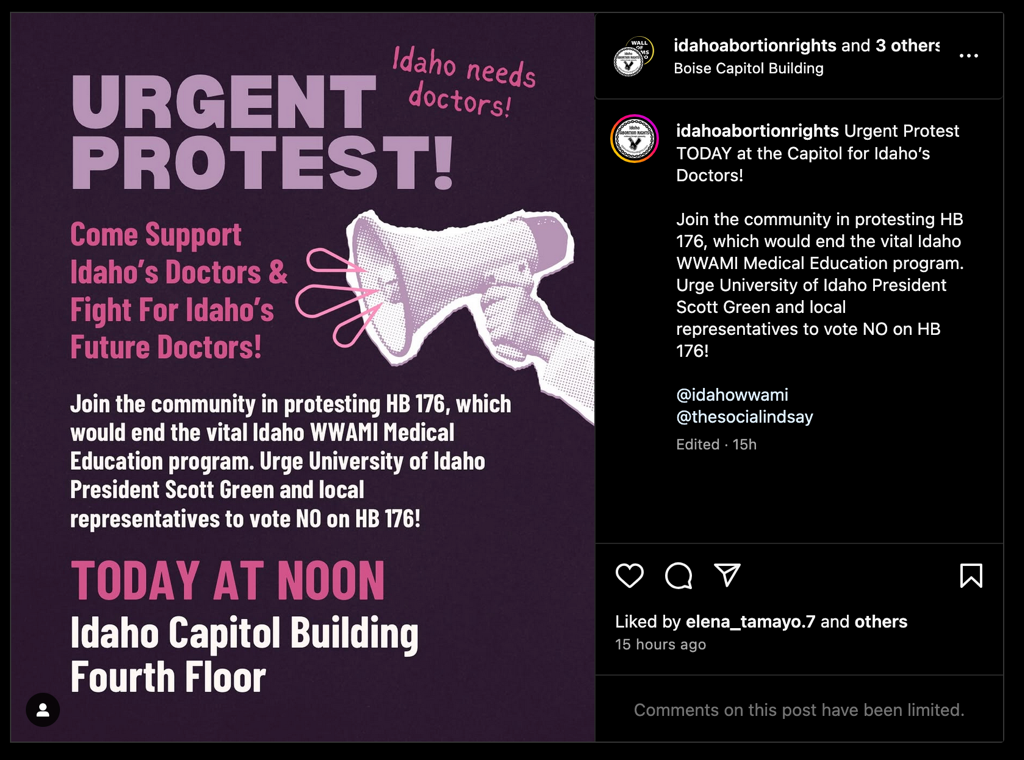 Idaho needs
doctors!
URGENT
PROTEST!
Come Support
Idaho's Doctors &
Fight For Idaho's
Future Doctors!
Join the community in protesting HB 176, which
would end the vital Idaho WWAMI Medical
Education program. Urge University of Idaho
President Scott Green and local
representatives to vote NO on HB 176!
TODAY AT NOON
Idaho Capitol Building
Fourth Floor
idahoabortionrights and 3 others
Boise Capitol Building
idahoabortionrights Urgent Protest
TODAY at the Capitol for Idaho’s
Doctors!
Join the community in protesting HB
176, which would end the vital Idaho
WWAMI Medical Education program.
Urge University of Idaho President
Scott Green and local
representatives to vote NO on HB
176!
@idahowwami
@thesocialindsay
Edited · 15h
Liked by elena_tamayo.7 and others
15 hours ago
Comments on this post have been limited.